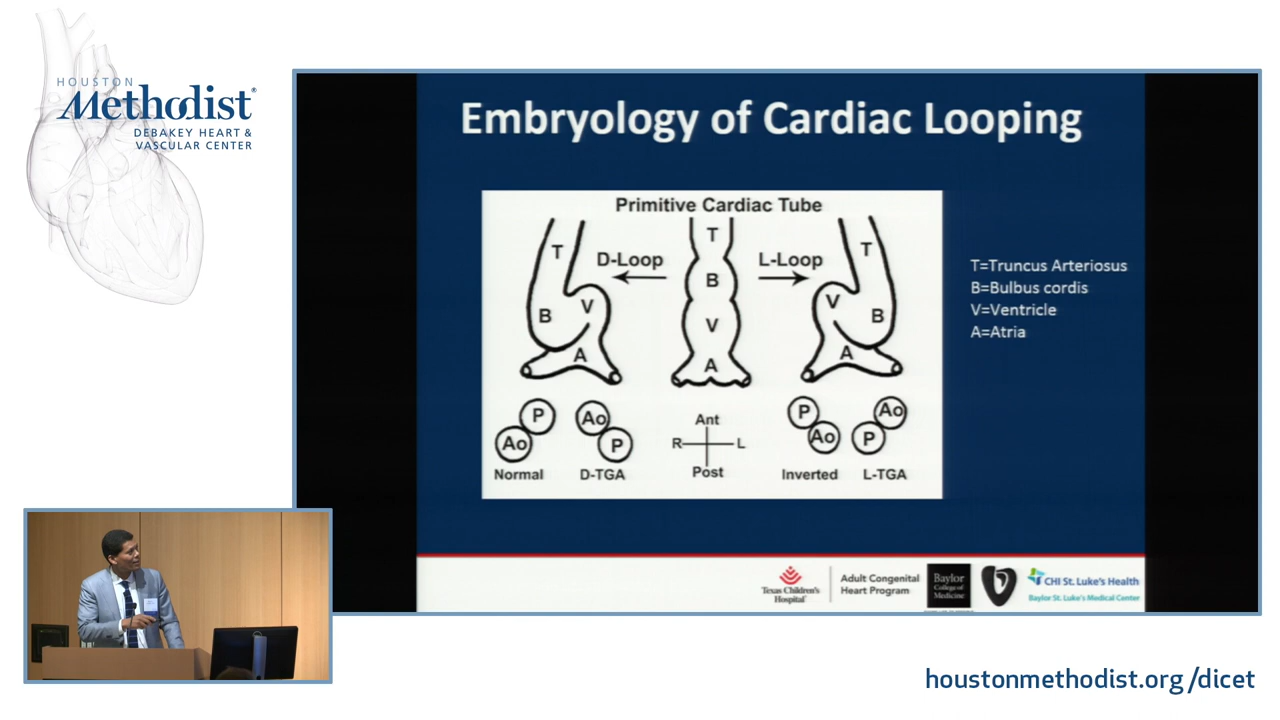 HOUSTON
Methodist®
DEBAKEY HEART &
VASCULAR CENTER
Embryology of Cardiac Looping
Primitive Cardiac Tube
D-Loop
L-Loop
T
B
V
A
T
B
V
A
T
V
B
A
P
Ao
Normal
Ao
P
D-TGA
Ant
R
L
Post
P
Ao
Inverted
Ao
P
L-TGA
T=Truncus Arteriosus
B=Bulbus cordis
V=Ventricle
A=Atria
Texas Children's
Hospital
Adult Congenital
Heart Program
Baylor
College of
Medicine
CHI St. Luke's Health
Baylor St. Luke's Medical Center
houstonmethodist.org/dicet